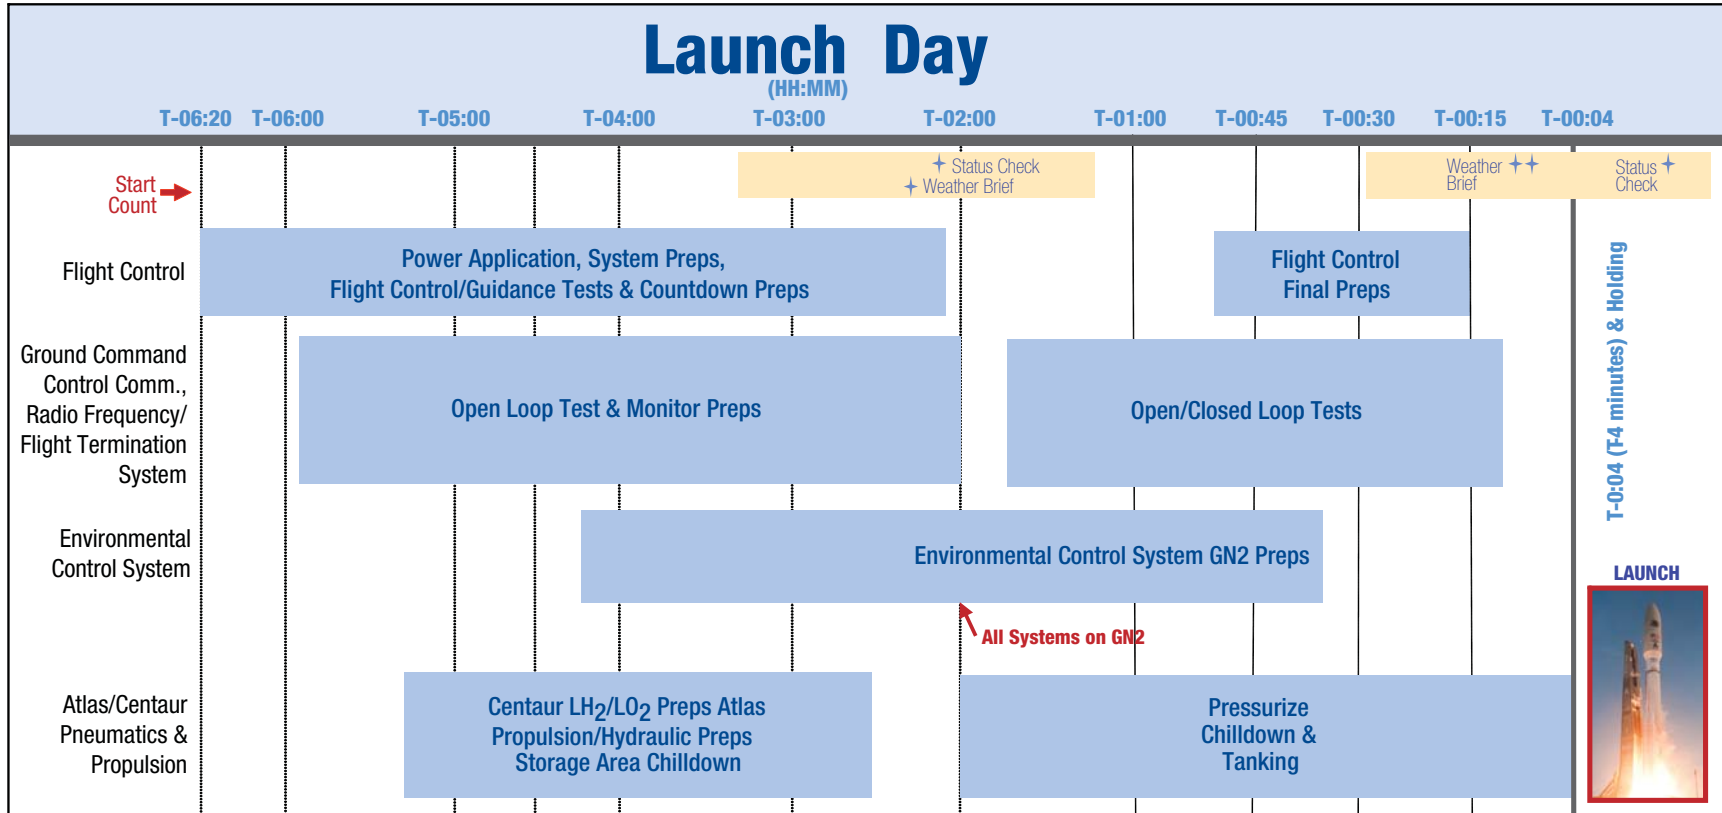 Launch Day
(HH:MM)
T-06:20 T-06:00 T-05:00 T-04:00 T-03:00 T-02:00 T-01:00 T-00:45 T-00:30 T-00:15 T-00:04
Start
Count
Status Check
Weather Brief
Weather
Brief
Status
Check
Flight Control
Power Application, System Preps,
Flight Control/Guidance Tests & Countdown Preps
Flight Control
Final Preps
Ground Command
Control Comm.,
Radio Frequency/
Flight Termination
System
Open Loop Test & Monitor Preps
Open/Closed Loop Tests
T-0:04 (T-4 minutes) & Holding
Environmental
Control System
Environmental Control System GN2 Preps
All Systems on GN2
LAUNCH
Atlas/Centaur
Pneumatics &
Propulsion
Centaur LH2/LO2 Preps Atlas
Propulsion/Hydraulic Preps
Storage Area Chilldown
Pressurize
Chilldown &
Tanking